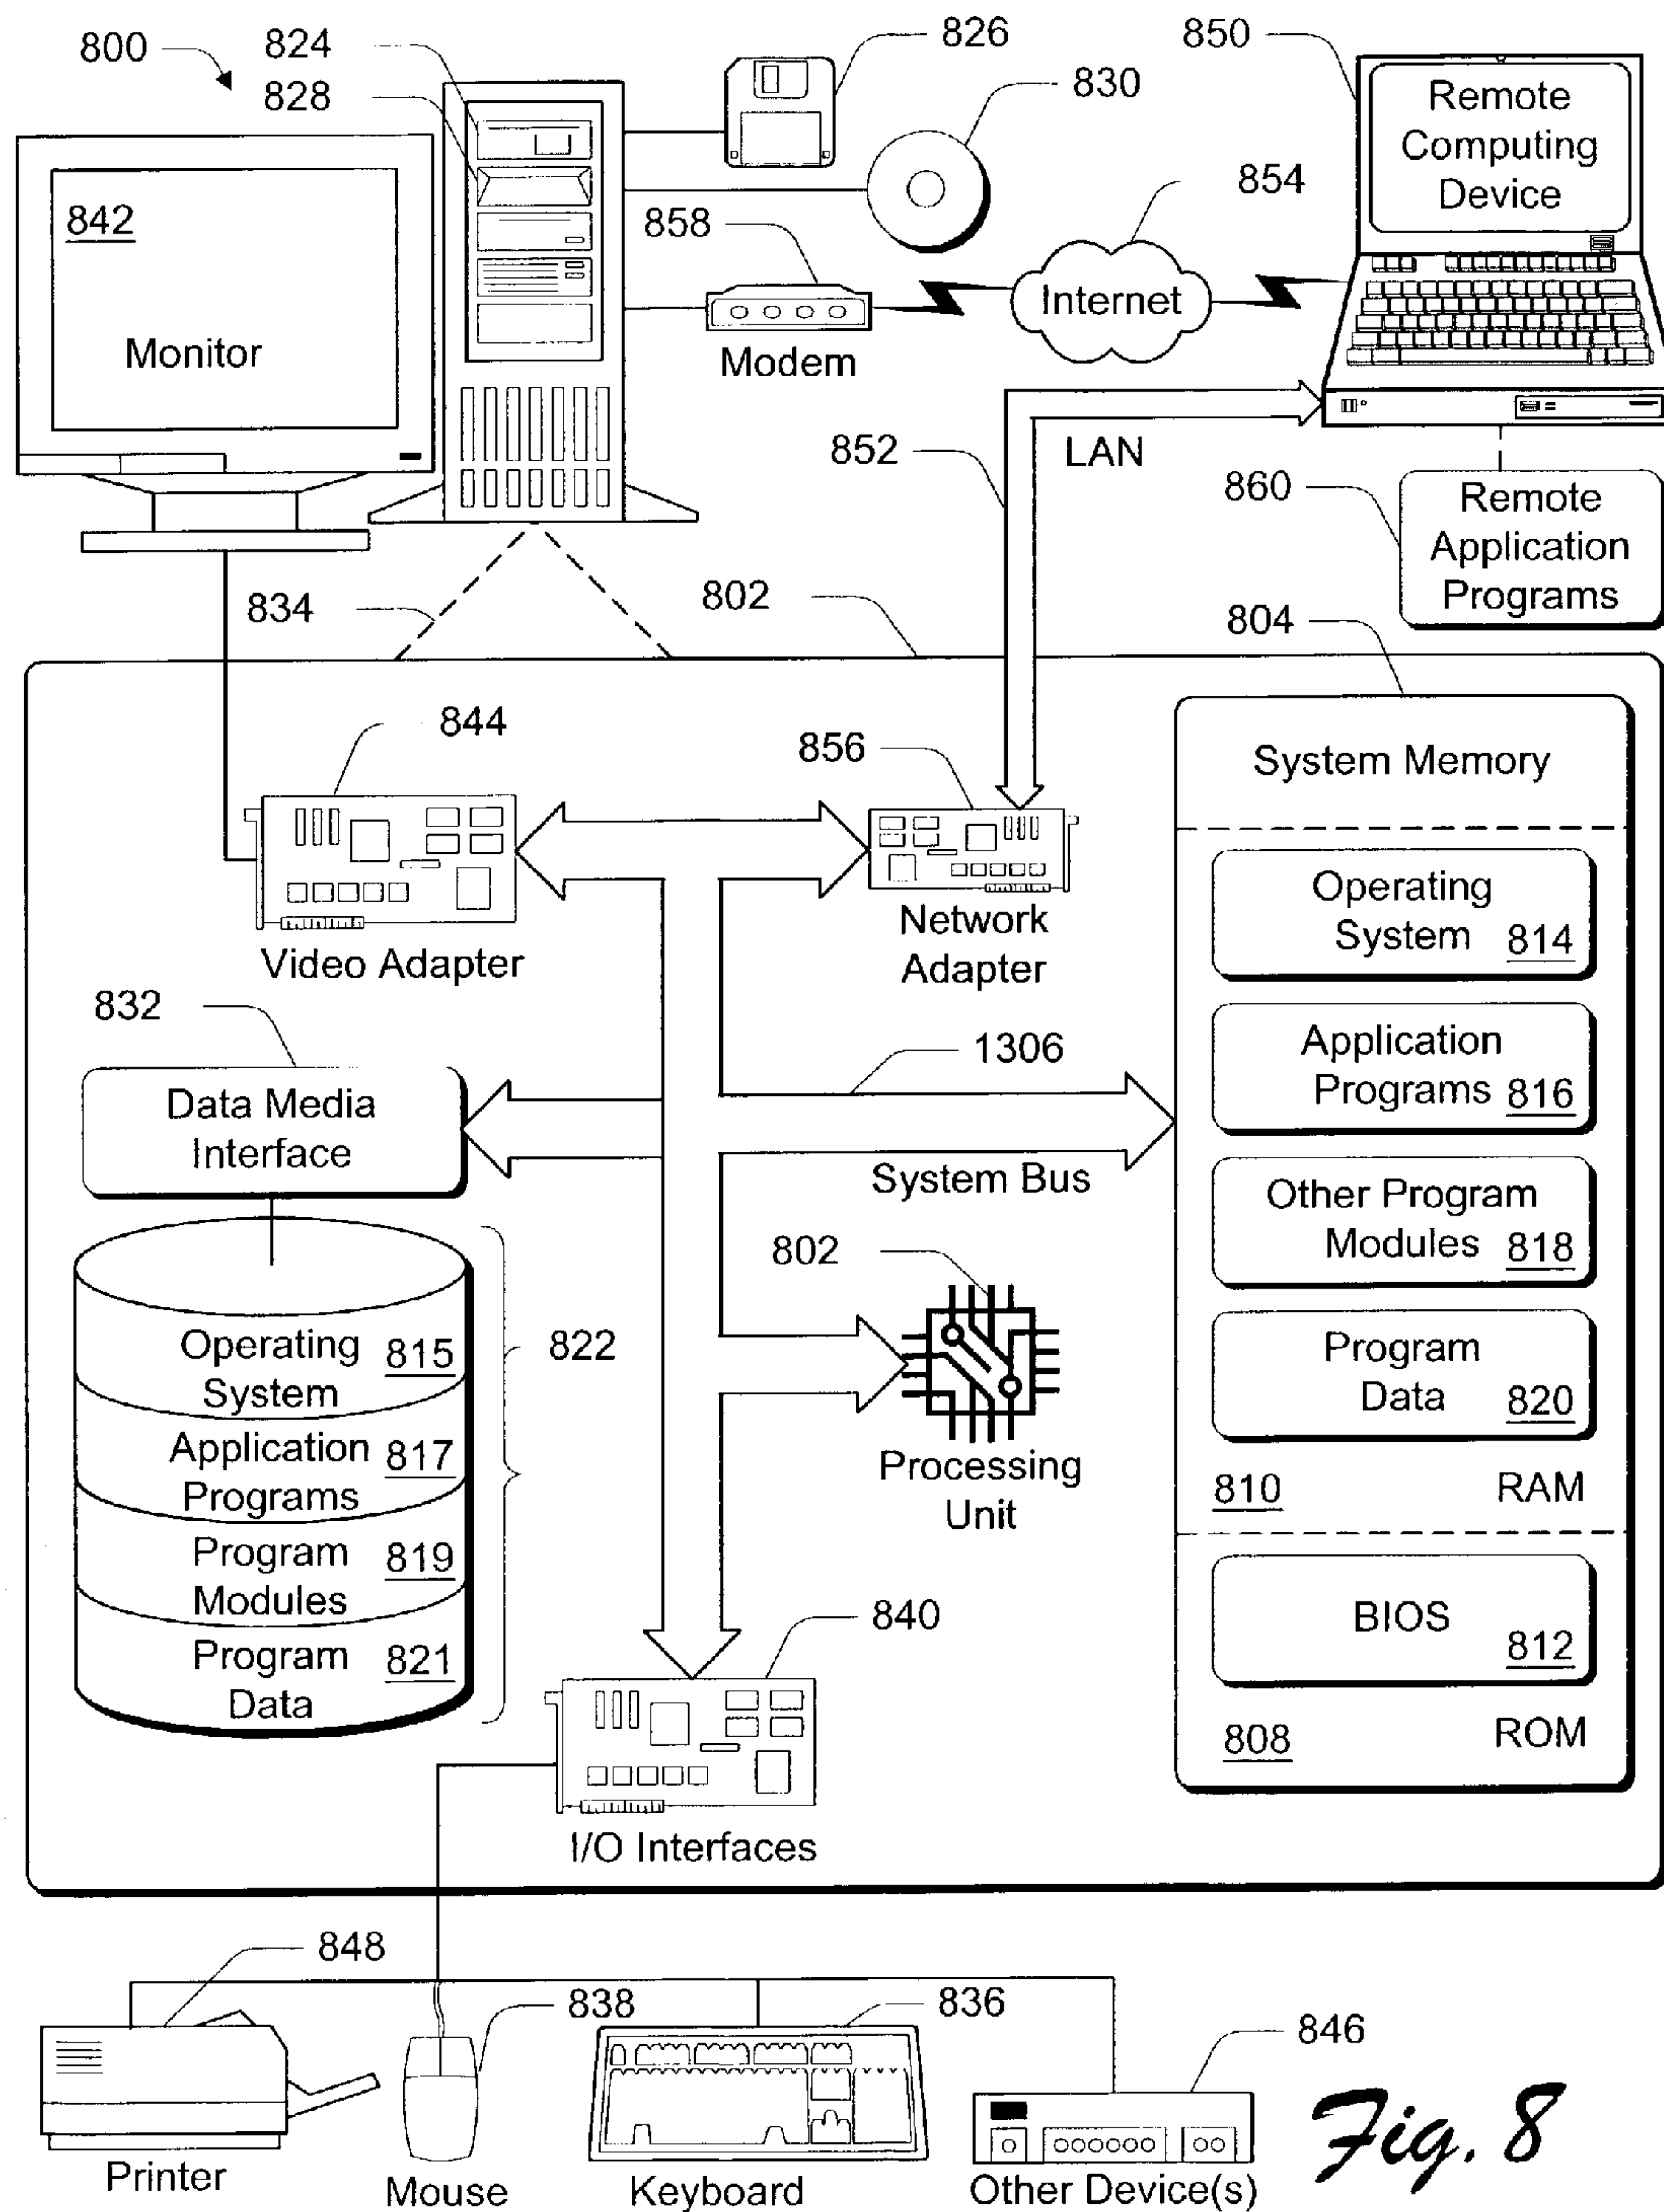 800
824
828
826
830
850
Remote
Computing
Device
842
Monitor
858
Modem
854
Internet
852
LAN
860
Remote
Application
Programs
834
802
804
844
Video Adapter
856
Network
Adapter
System Memory
Operating
System 814
Application
Programs 816
Other Program
Modules 818
Program
Data 820
810 RAM
BIOS
812
808 ROM
832
Data Media
Interface
1306
System Bus
802
Processing
Unit
Operating
System 815
Application
Programs 817
Program
Modules 819
Program
Data 821
822
840
I/O Interfaces
848
Printer
838
Mouse
836
Keyboard
846
Other Device(s)
Fig. 8